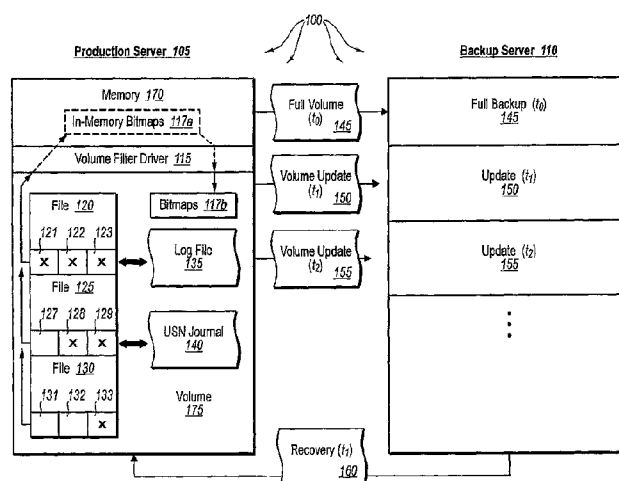 100
Production Server 105
Backup Server 110
Memory 170
In-Memory Bitmaps 117a
Volume Filter Driver 115
Bitmaps 117b
File 120
121 122 123
X X X
Log File
135
File 125
127 128 129
X X
USN Journal
140
File 130
131 132 133
X
Volume
175
Full Volume
(t0)
145
Volume Update
(t1)
150
Volume Update
(t2)
155
Full Backup (t0)
145
Update (t1)
150
Update (t2)
155
Recovery (t1)
160